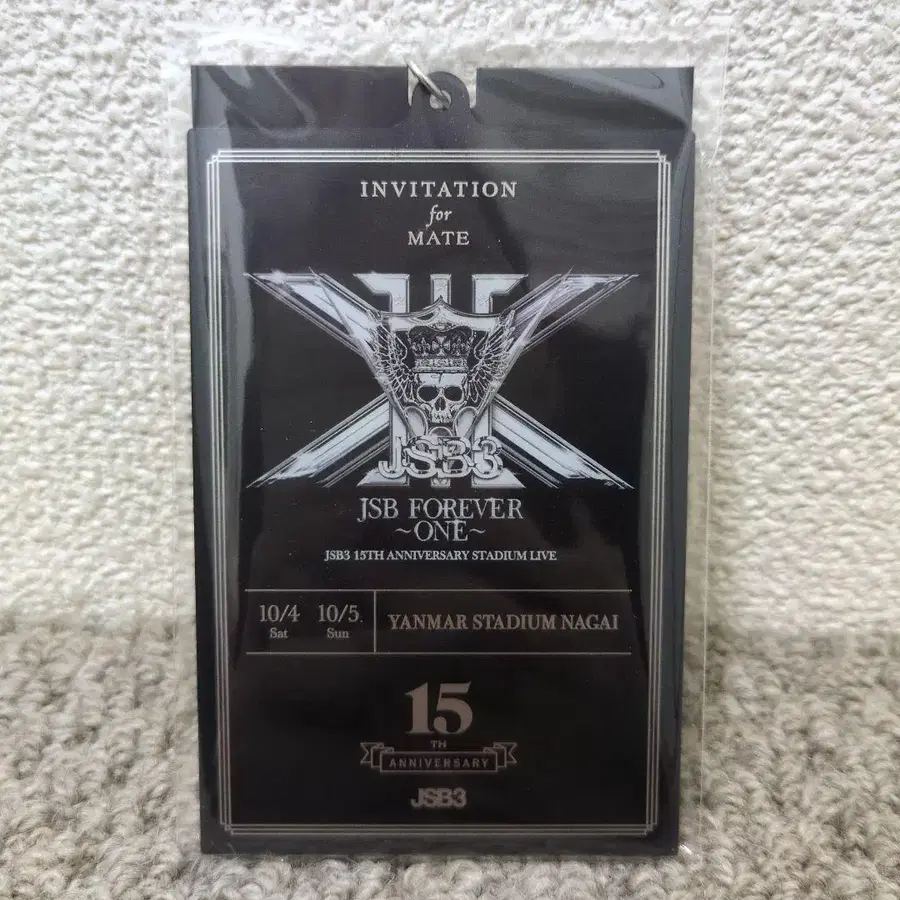 INVITATION
for
MATE
JSB3
JSB FOREVER
~ONE~
JSB3 15TH ANNIVERSARY STADIUM LIVE
10/4 10/5.
Sat Sun
YANMAR STADIUM NAGAI
15
TH
ANNIVERSARY
JSB3